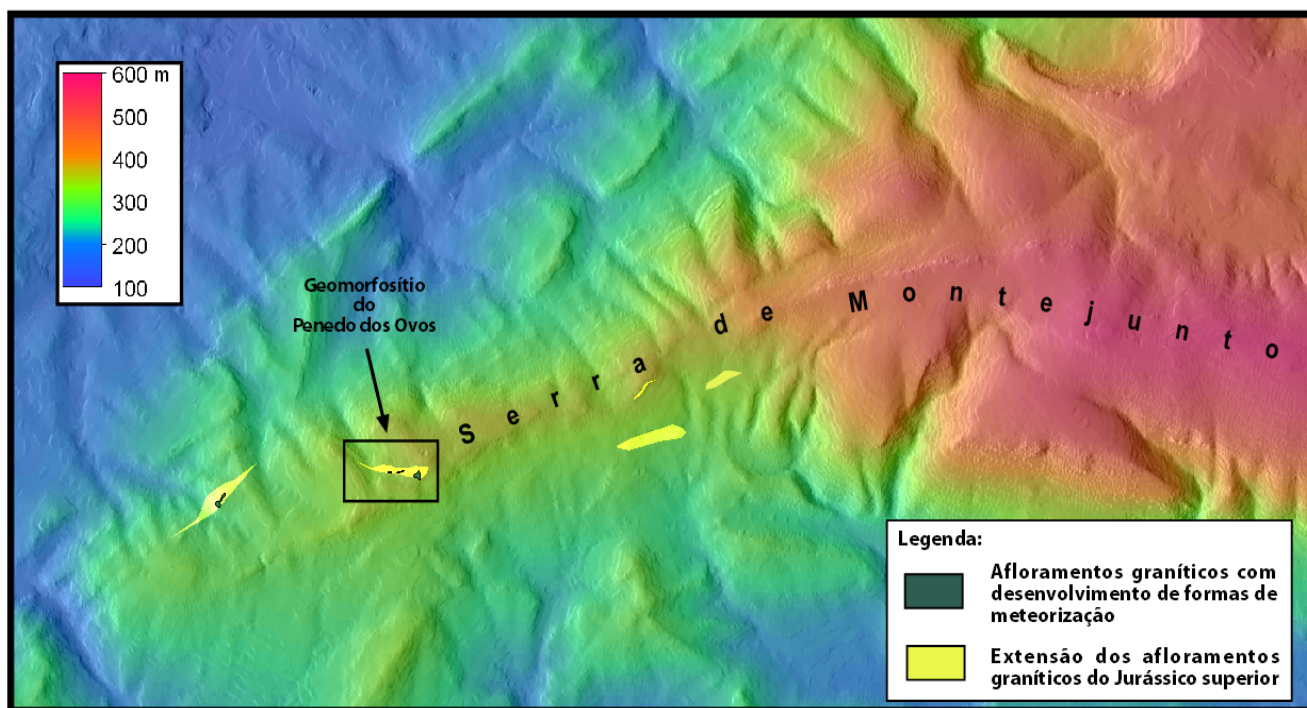 600 m
500
400
300
200
100
Geomorfosítio
do
Penedo dos Ovos
Serra de Montejunto
Legenda:
Afloramentos graníticos com
desenvolvimento de formas de
meteorização
Extensão dos afloramentos
graníticos do Jurássico superior